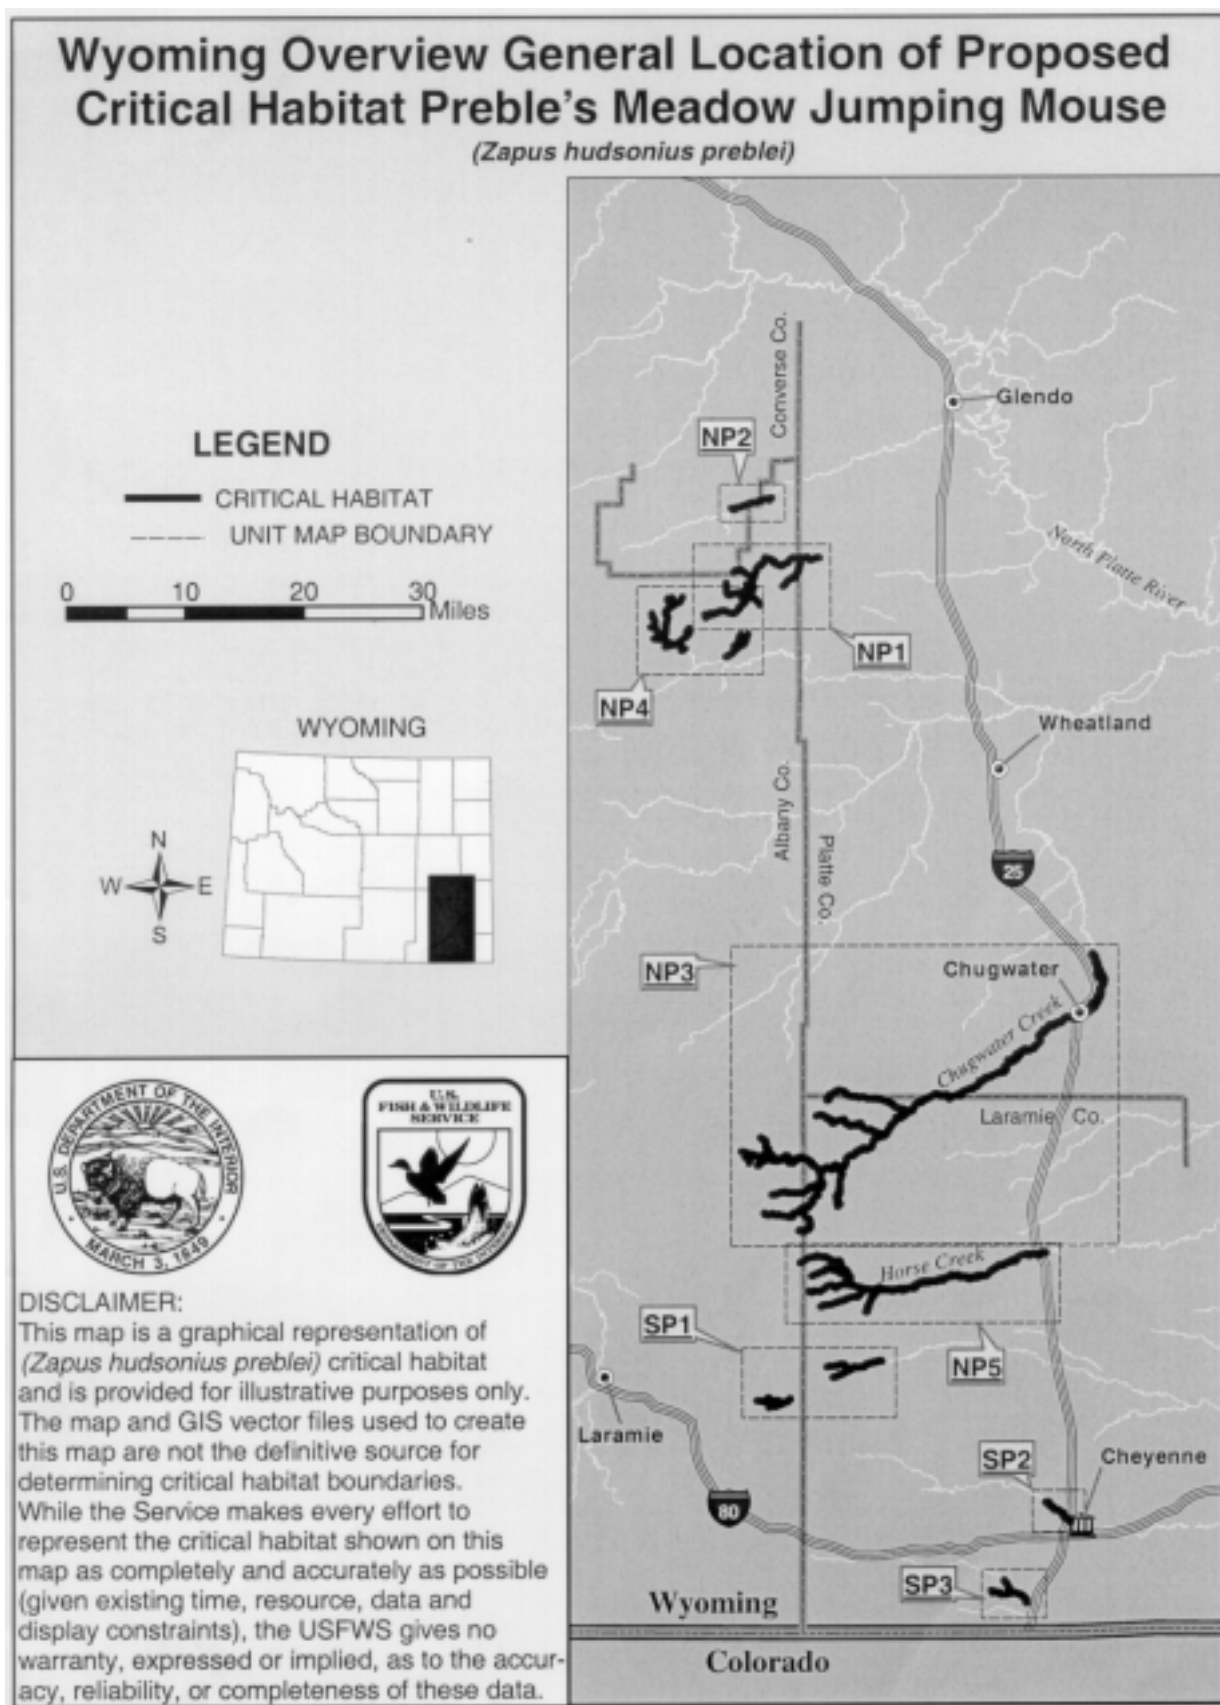 Wyoming Overview General Location of Proposed
Critical Habitat Preble's Meadow Jumping Mouse
(Zapus hudsonius preblei)
LEGEND
CRITICAL HABITAT
UNIT MAP BOUNDARY
0 10 20 30
Miles
WYOMING
N
W E
S
Converse Co.
Glendo
NP2
North Platte River
NP1
NP4
Wheatland
Albany Co.
Platte Co.
25
NP3
Chugwater
Chugwater Creek
Laramie Co.
Horse Creek
SP1
NP5
Laramie
SP2
Cheyenne
80
SP3
Wyoming
Colorado
U.S. DEPARTMENT OF THE INTERIOR
MARCH 3, 1849
U.S.
FISH & WILDLIFE
SERVICE
DEPARTMENT OF THE INTERIOR
DISCLAIMER:
This map is a graphical representation of
(Zapus hudsonius preblei) critical habitat
and is provided for illustrative purposes only.
The map and GIS vector files used to create
this map are not the definitive source for
determining critical habitat boundaries.
While the Service makes every effort to
represent the critical habitat shown on this
map as completely and accurately as possible
(given existing time, resource, data and
display constraints), the USFWS gives no
warranty, expressed or implied, as to the accur-
acy, reliability, or completeness of these data.